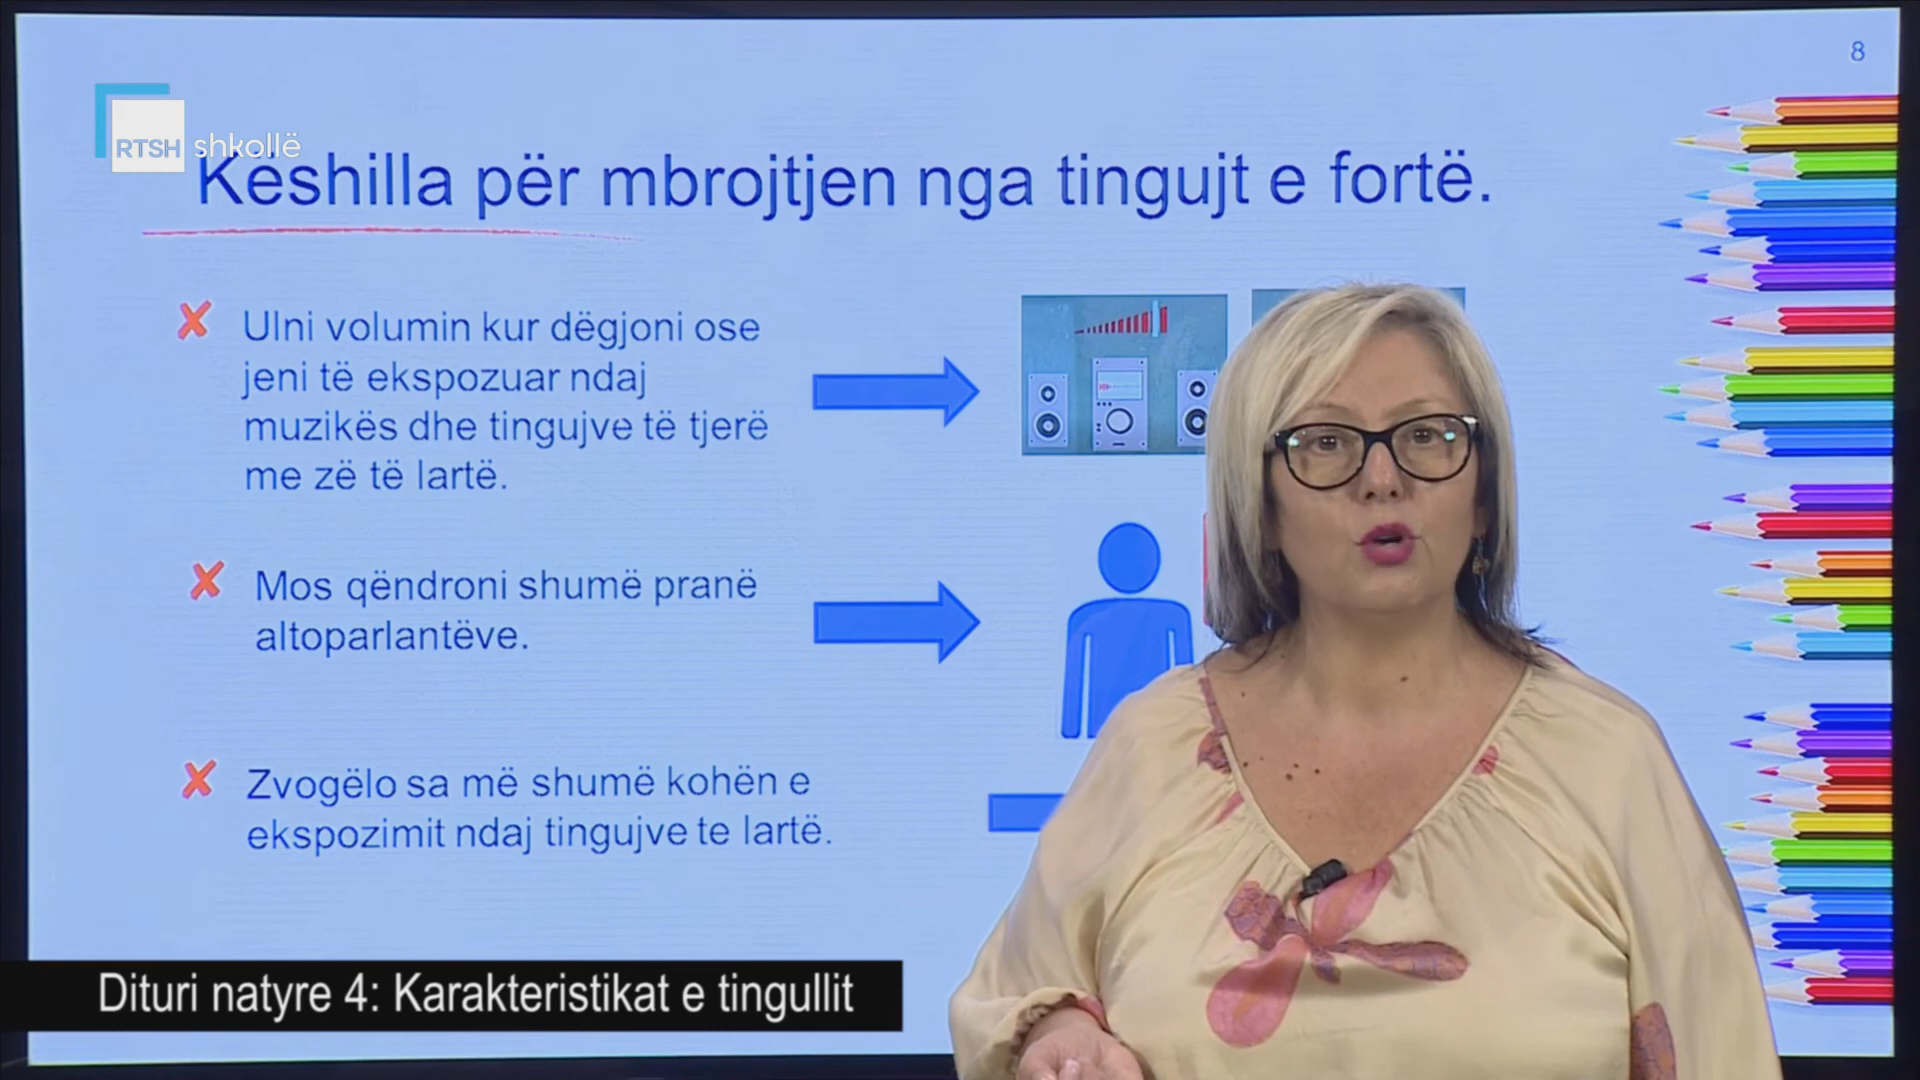 8
RTSH shkollë
Këshilla për mbrojtjen nga tingujt e fortë.
Ulni volumin kur dëgjoni ose
jeni të ekspozuar ndaj
muzikës dhe tingujve të tjerë
me zë të lartë.
Mos qëndroni shumë pranë
altoparlantëve.
Zvogëlo sa më shumë kohën e
ekspozimit ndaj tingujve te lartë.
Dituri natyre 4: Karakteristikat e tingullit